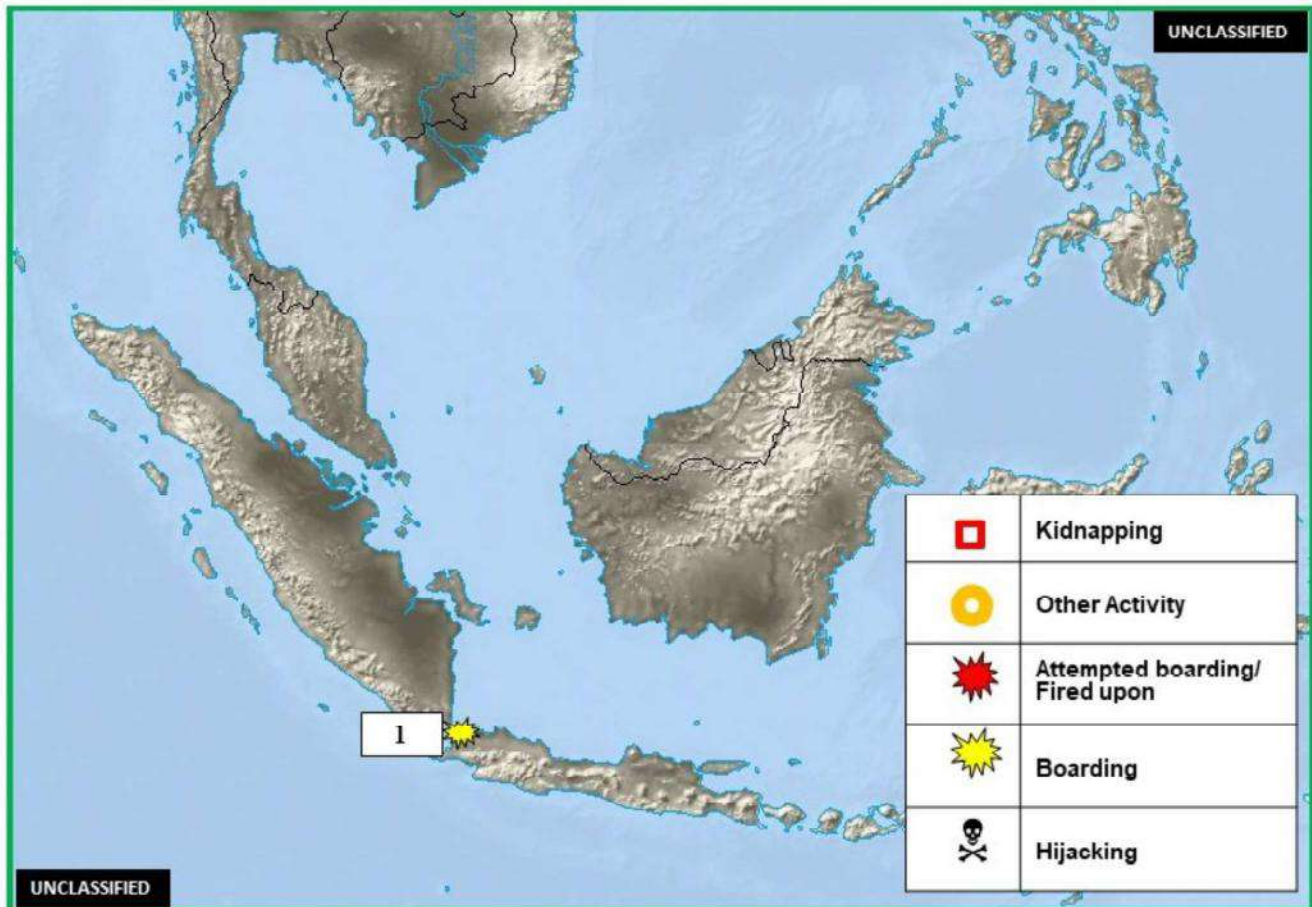 UNCLASSIFIED
Kidnapping
Other Activity
Attempted boarding/
Fired upon
1
Boarding
Hijacking
UNCLASSIFIED